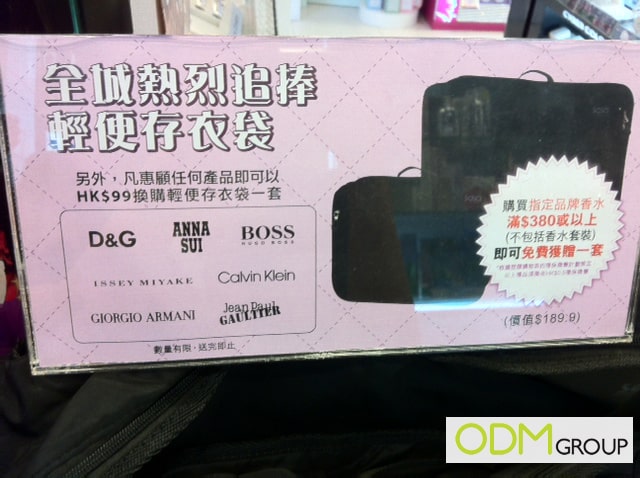 全城熱烈追捧
輕便存衣袋
另外，凡惠顧任何產品即可以
HK$99換購輕便存衣袋一套
D&G
ANNA
SUI
BOSS
HUGO BOSS
ISSEY MIYAKE
Calvin Klein
GIORGIO ARMANI
Jean Paul
GAULTIER
數量有限，送完即止
購買指定品牌香水
滿$380或以上
(不包括香水套裝)
即可免費獲贈一套
(價值$189.9)
ODM GROUP